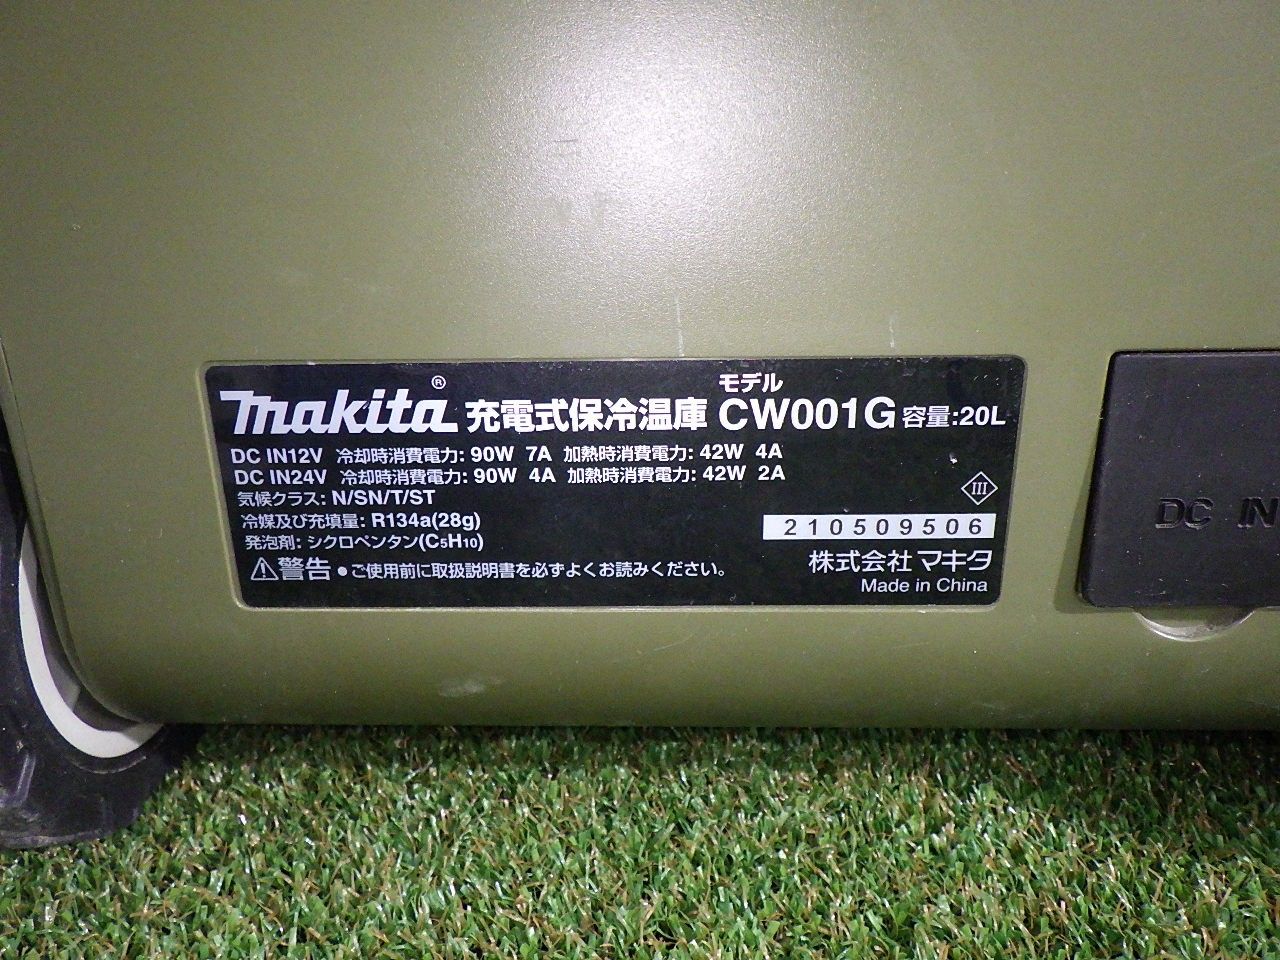 makita® 充電式保冷温庫 モデル CW001G 容量:20L
DC IN12V 冷却時消費電力: 90W 7A 加熱時消費電力: 42W 4A
DC IN24V 冷却時消費電力: 90W 4A 加熱時消費電力: 42W 2A
気候クラス: N/SN/T/ST
III
冷媒及び充填量: R134a(28g)
210509506
発泡剤: シクロペンタン(C₅H₁₀)
⚠警告 ●ご使用前に取扱説明書を必ずよくお読みください。
株式会社 マキタ
Made in China
DC IN